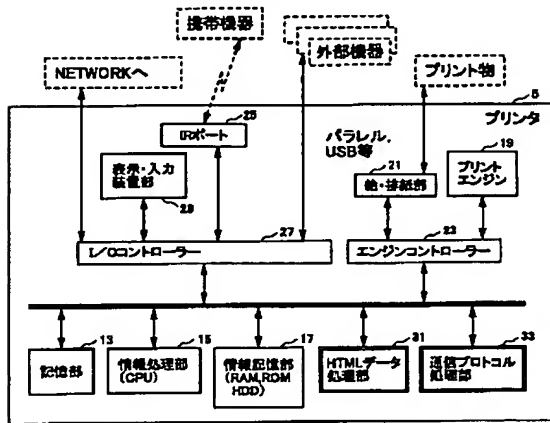 携帯機器
外部機器
NETWORKへ
プリント物
5
プリンタ
25
IRポート
パラレル,
USB等
19
プリント
エンジン
表示・入力
装置部
29
21
給・排紙部
27
I/Oコントローラー
23
エンジンコントローラー
13
記憶部
15
情報処理部
(CPU)
17
情報記憶部
(RAM,ROM
HDD)
31
HTMLデータ
処理部
33
通信プロトコル
処理部